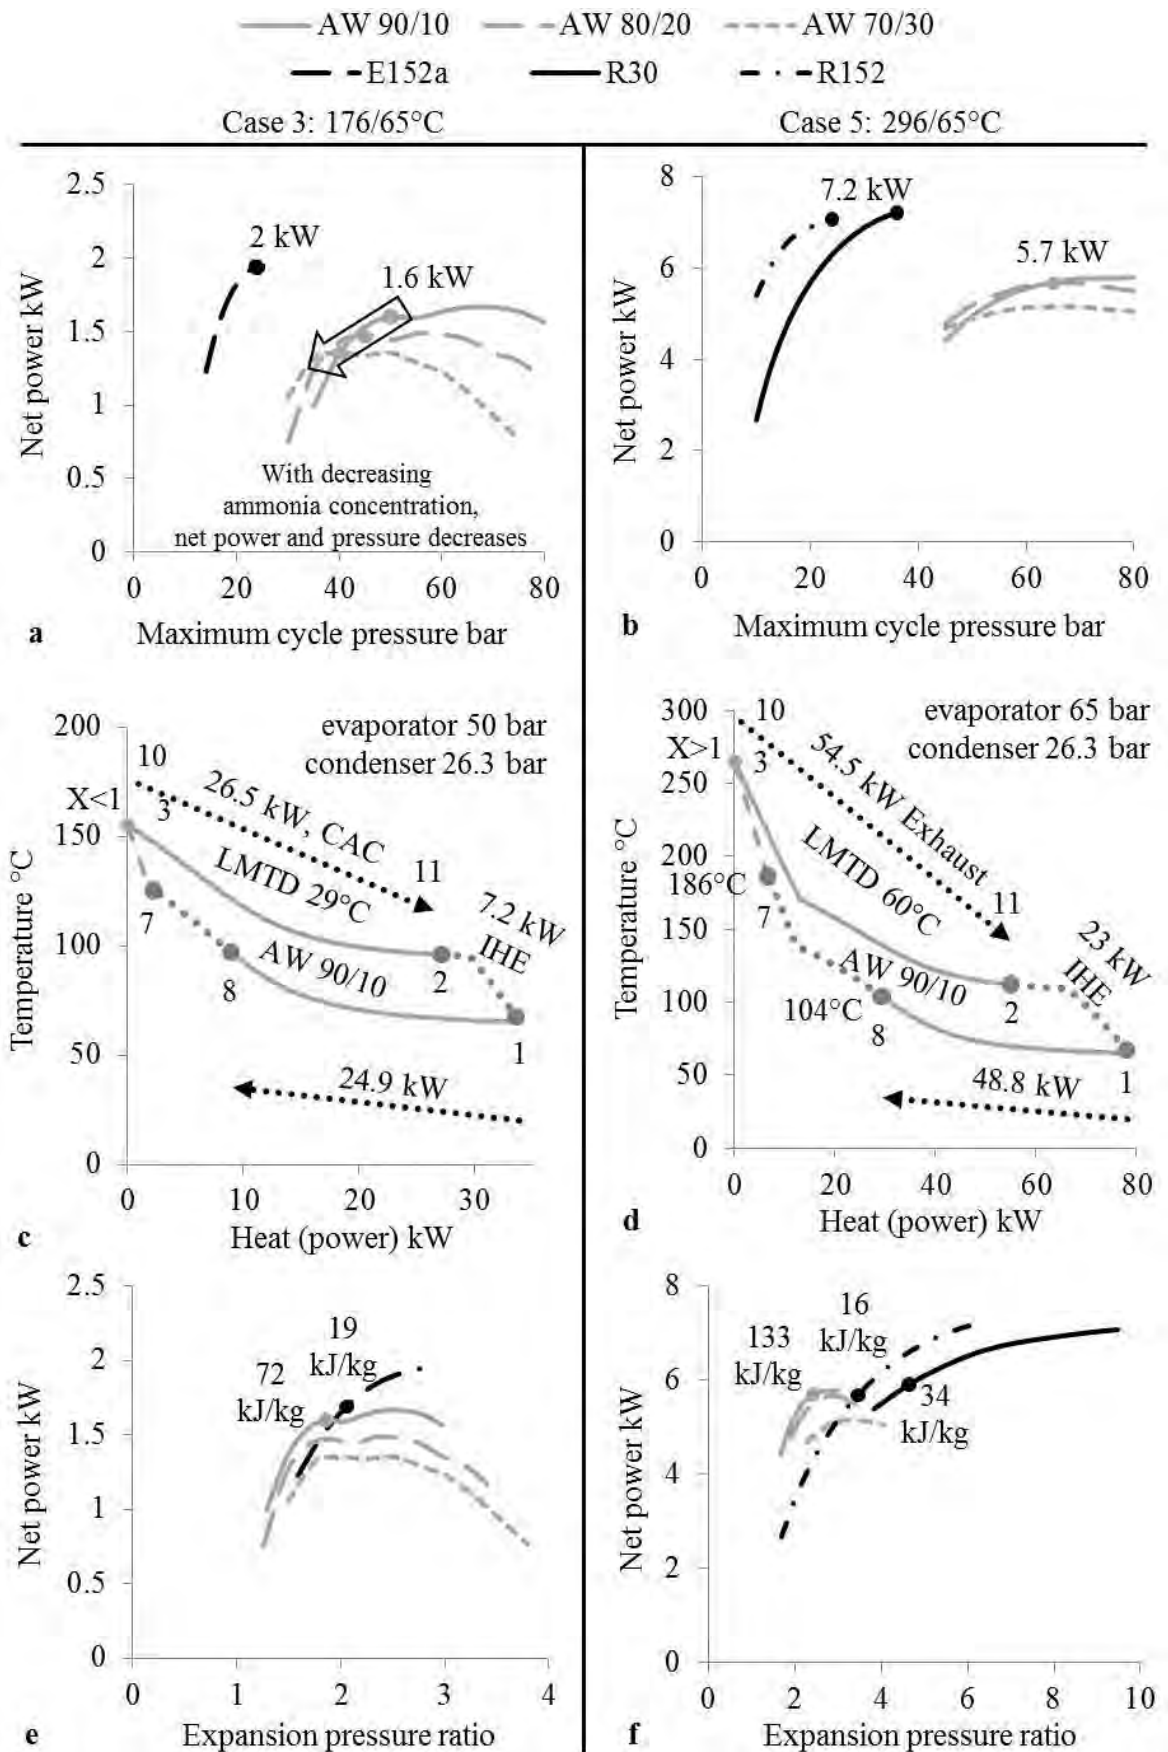 AW 90/10 AW 80/20 AW 70/30
E152a R30 R152
Case 3: 176/65°C
Case 5: 296/65°C
2.5
2
1.5
1
0.5
0
Net power kW
2 kW
1.6 kW
With decreasing
ammonia concentration,
net power and pressure decreases
0 20 40 60 80
a
Maximum cycle pressure bar
8
6
4
2
0
Net power kW
7.2 kW
5.7 kW
0 20 40 60 80
b
Maximum cycle pressure bar
200
150
100
50
0
Temperature °C
evaporator 50 bar
condenser 26.3 bar
10
X<1
3
26.5 kW, CAC
LMTD 29°C
11
7.2 kW
IHE
7
AW 90/10
8
2
1
24.9 kW
0 10 20 30
c
Heat (power) kW
300
250
200
150
100
50
0
Temperature °C
evaporator 65 bar
condenser 26.3 bar
10
X>1
3
54.5 kW Exhaust
LMTD 60°C
11
186°C
7
23 kW
IHE
AW 90/10
104°C
8
2
1
48.8 kW
0 20 40 60 80
d
Heat (power) kW
2.5
2
1.5
1
0.5
0
Net power kW
19
kJ/kg
72
kJ/kg
0 1 2 3 4
e
Expansion pressure ratio
8
6
4
2
0
Net power kW
16
kJ/kg
133
kJ/kg
34
kJ/kg
0 2 4 6 8 10
f
Expansion pressure ratio